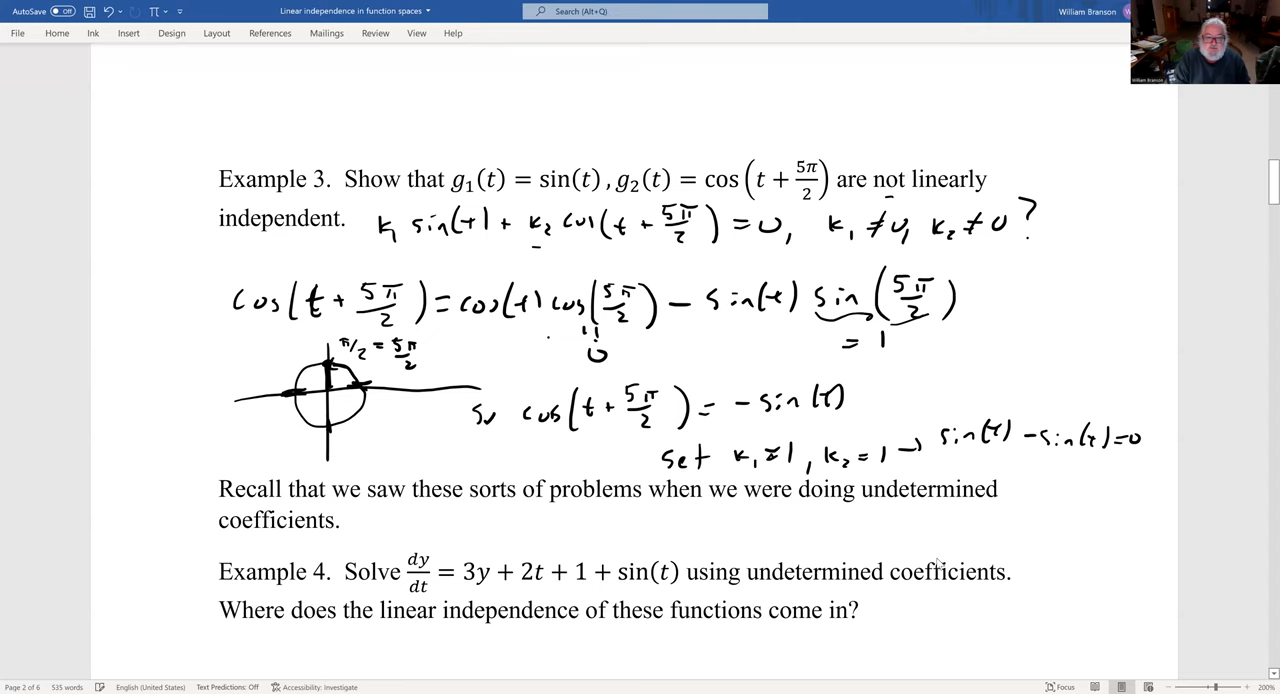 AutoSave Off Linear independence in function spaces Search (Alt+Q) William Branson
File Home Ink Insert Design Layout References Mailings Review View Help
William Branson
Example 3. Show that g₁(t) = sin(t), g₂(t) = cos(t + 5π/2) are not linearly
independent. k₁ sin(t) + k₂ cos(t + 5π/2) = 0, k₁ ≠ 0, k₂ ≠ 0 ?
cos(t + 5π/2) = cos(t) cos(5π/2) − sin(t) sin(5π/2)
0 = 1
π/2 = 5π/2
So cos(t + 5π/2) = − sin(t)
set k₁ = 1, k₂ = 1 → sin(t) − sin(t) = 0
Recall that we saw these sorts of problems when we were doing undetermined
coefficients.
Example 4. Solve dy/dt = 3y + 2t + 1 + sin(t) using undetermined coefficients.
Where does the linear independence of these functions come in?
Page 2 of 6 535 words English (United States) Text Predictions: Off Accessibility: Investigate Focus 200%